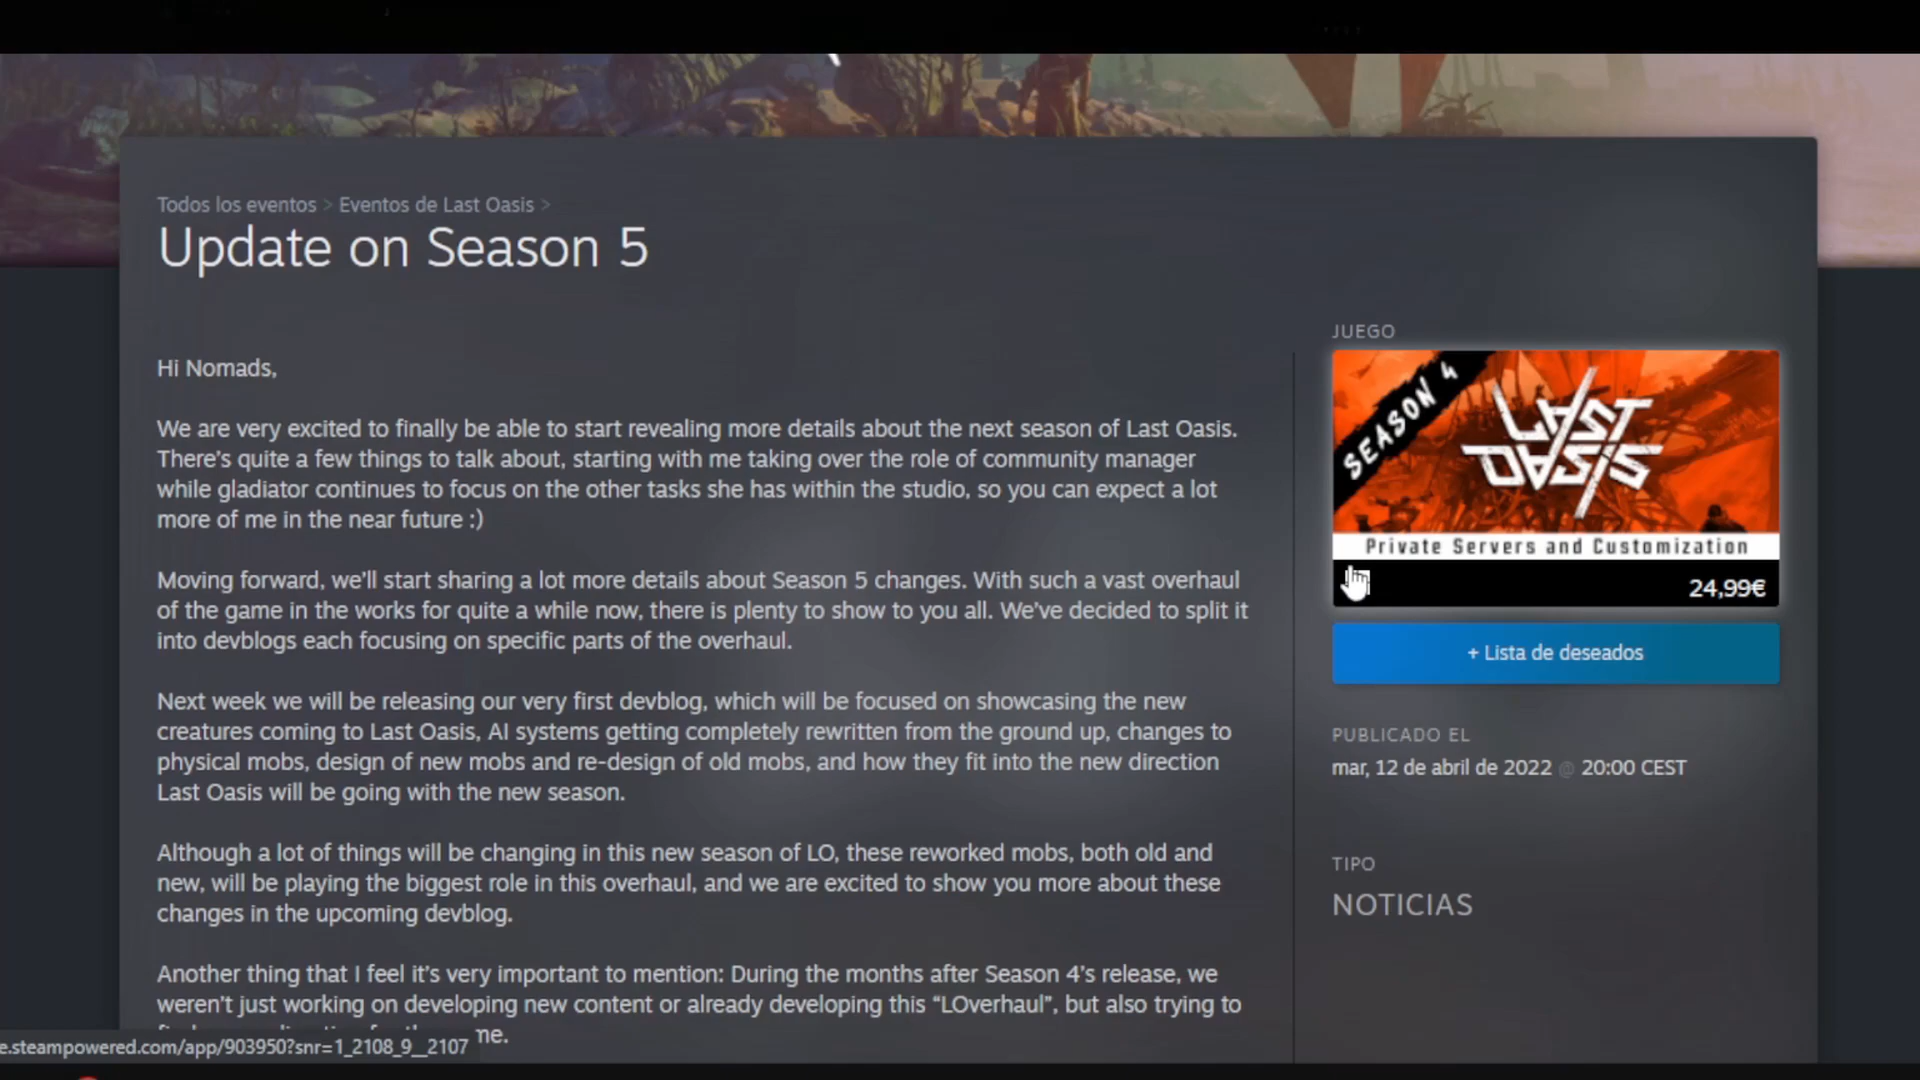 Todos los eventos > Eventos de Last Oasis >
Update on Season 5
Hi Nomads,
We are very excited to finally be able to start revealing more details about the next season of Last Oasis.
There's quite a few things to talk about, starting with me taking over the role of community manager
while gladiator continues to focus on the other tasks she has within the studio, so you can expect a lot
more of me in the near future :)
Moving forward, we'll start sharing a lot more details about Season 5 changes. With such a vast overhaul
of the game in the works for quite a while now, there is plenty to show to you all. We've decided to split it
into devblogs each focusing on specific parts of the overhaul.
Next week we will be releasing our very first devblog, which will be focused on showcasing the new
creatures coming to Last Oasis, AI systems getting completely rewritten from the ground up, changes to
physical mobs, design of new mobs and re-design of old mobs, and how they fit into the new direction
Last Oasis will be going with the new season.
Although a lot of things will be changing in this new season of LO, these reworked mobs, both old and
new, will be playing the biggest role in this overhaul, and we are excited to show you more about these
changes in the upcoming devblog.
Another thing that I feel it's very important to mention: During the months after Season 4's release, we
weren't just working on developing new content or already developing this “LOverhaul”, but also trying to
me.
e.steampowered.com/app/903950?snr=1_2108_9__2107
JUEGO
SEASON 4
LAST
OASIS
Private Servers and Customization
24,99€
+ Lista de deseados
PUBLICADO EL
mar, 12 de abril de 2022 @ 20:00 CEST
TIPO
NOTICIAS